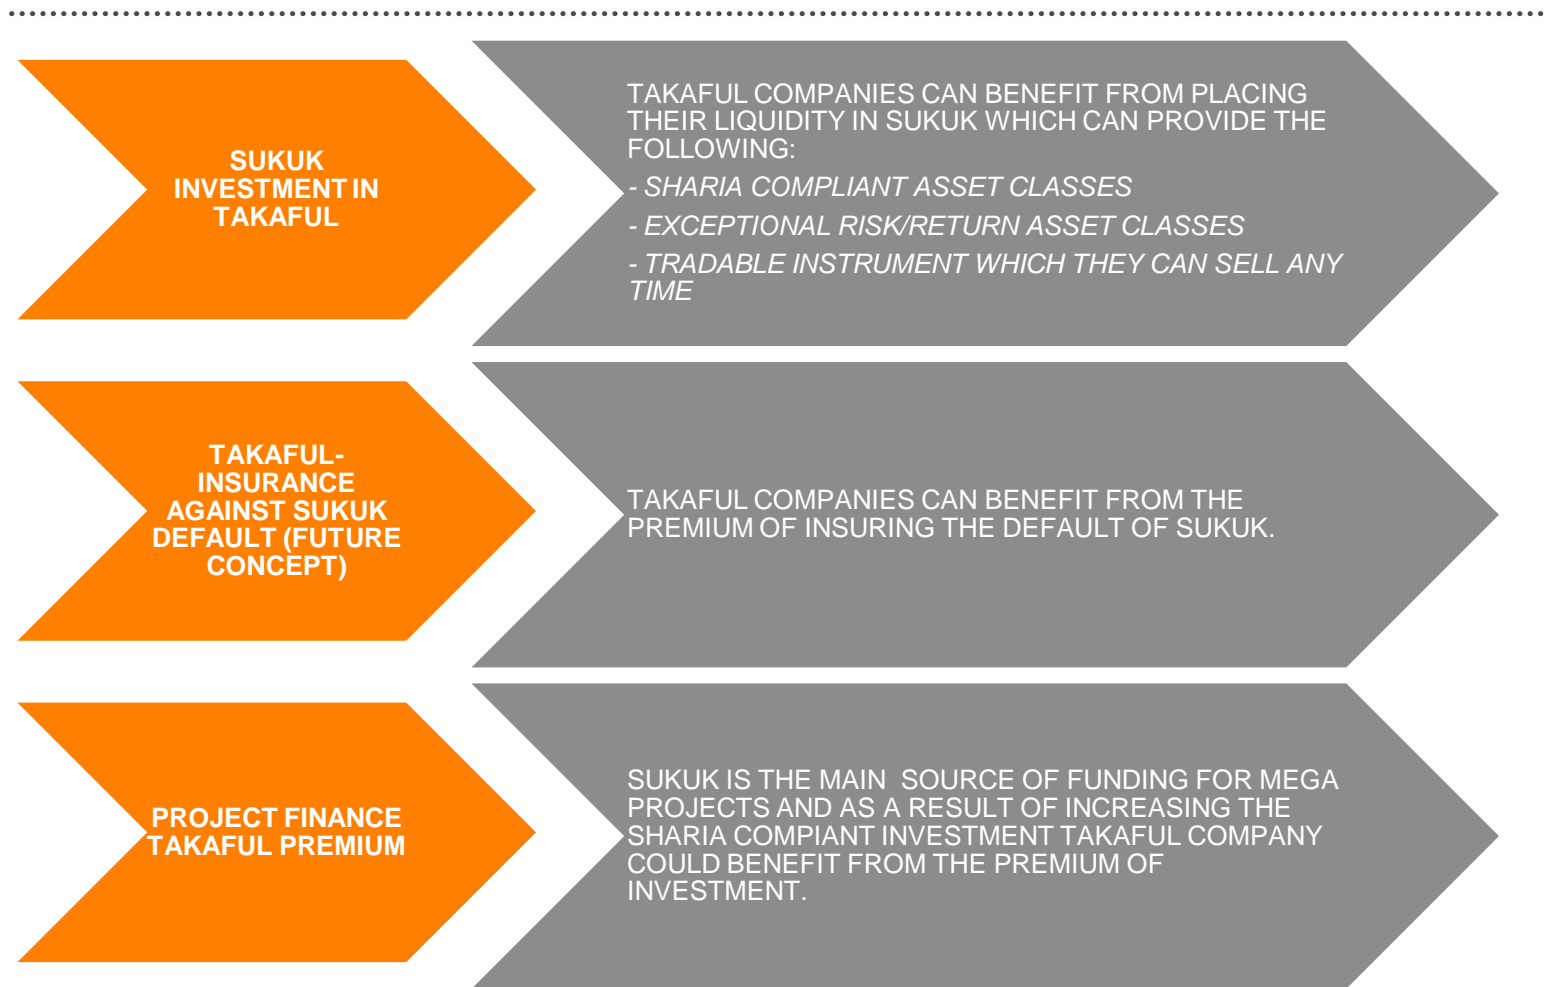 SUKUK
INVESTMENT IN
TAKAFUL
TAKAFUL COMPANIES CAN BENEFIT FROM PLACING
THEIR LIQUIDITY IN SUKUK WHICH CAN PROVIDE THE
FOLLOWING:
- SHARIA COMPLIANT ASSET CLASSES
- EXCEPTIONAL RISK/RETURN ASSET CLASSES
- TRADABLE INSTRUMENT WHICH THEY CAN SELL ANY
TIME
TAKAFUL-
INSURANCE
AGAINST SUKUK
DEFAULT (FUTURE
CONCEPT)
TAKAFUL COMPANIES CAN BENEFIT FROM THE
PREMIUM OF INSURING THE DEFAULT OF SUKUK.
PROJECT FINANCE
TAKAFUL PREMIUM
SUKUK IS THE MAIN  SOURCE OF FUNDING FOR MEGA
PROJECTS AND AS A RESULT OF INCREASING THE
SHARIA COMPIANT INVESTMENT TAKAFUL COMPANY
COULD BENEFIT FROM THE PREMIUM OF
INVESTMENT.